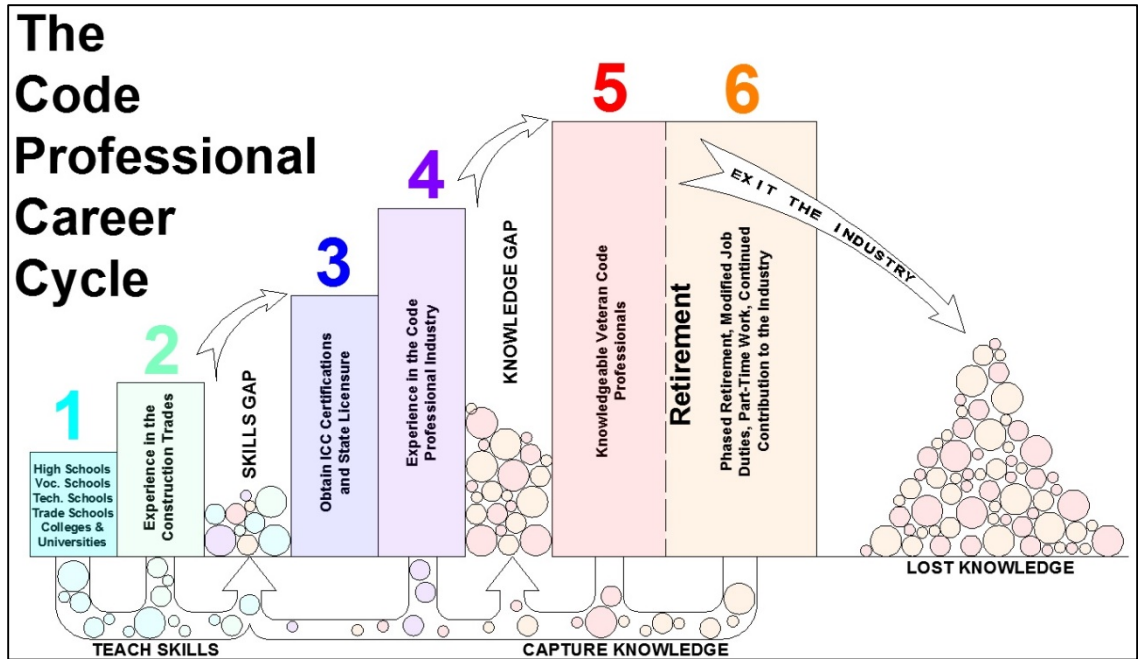 The
Code
Professional
Career
Cycle
1
High Schools
Voc. Schools
Tech. Schools
Trade Schools
Colleges &
Universities
2
Experience in the
Construction Trades
SKILLS GAP
3
Obtain ICC Certifications
and State Licensure
4
Experience in the Code
Professional Industry
KNOWLEDGE GAP
5
Knowledgeable Veteran Code
Professionals
Retirement
6
Phased Retirement, Modified Job
Duties, Part-Time Work, Continued
Contribution to the Industry
EXIT THE INDUSTRY
LOST KNOWLEDGE
TEACH SKILLS
CAPTURE KNOWLEDGE